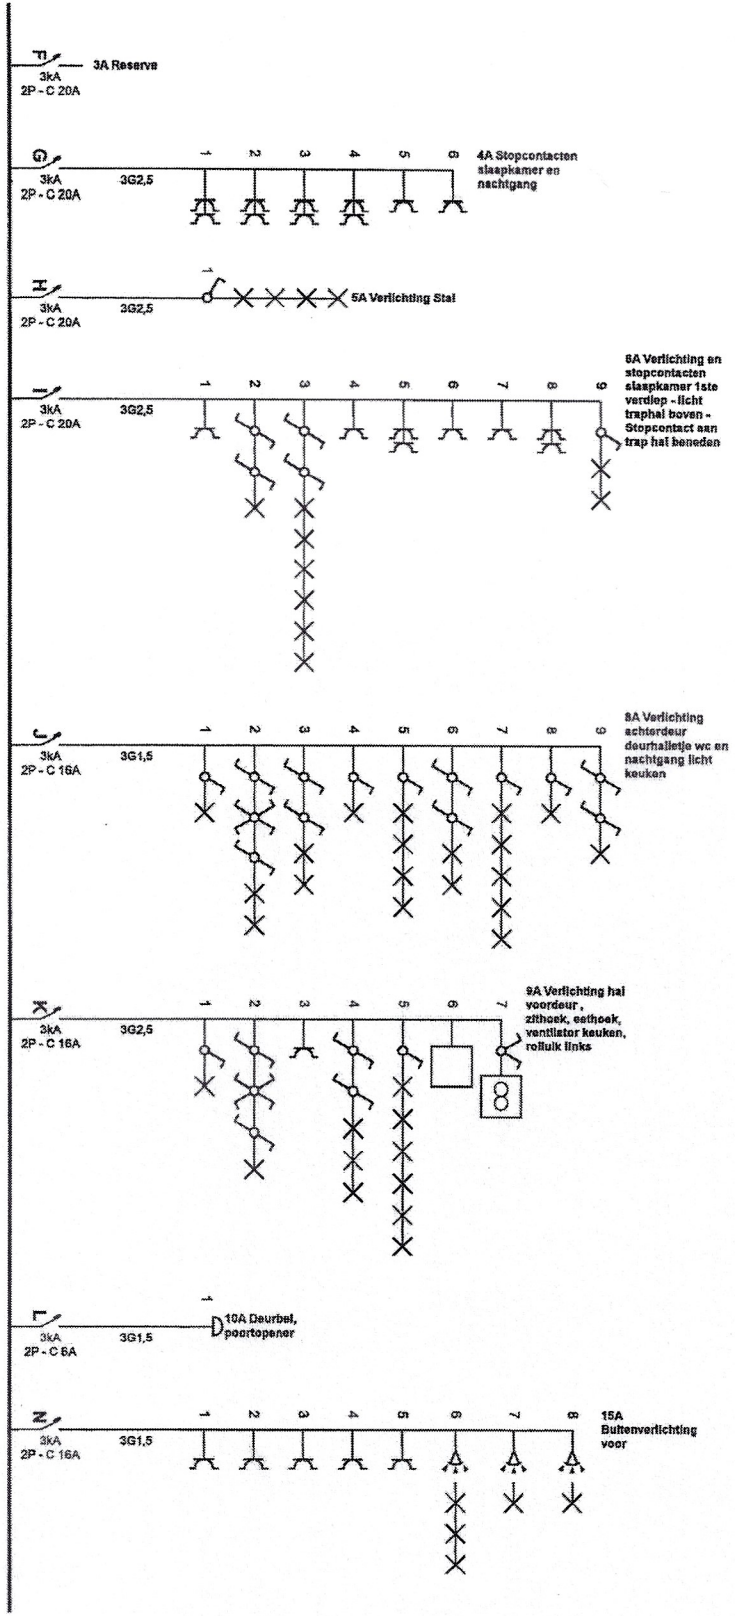 F
3A Reserve
3kA
2P - C 20A
G
1 2 3 4 5 6
4A Stopcontacten
slaapkamer en
nachtgang
3kA
2P - C 20A
3G2,5
H
1
5A Verlichting Stal
3kA
2P - C 20A
3G2,5
I
1 2 3 4 5 6 7 8 9
6A Verlichting en
stopcontacten
slaapkamer 1ste
verdiep - licht
traphal boven -
Stopcontact aan
trap hal beneden
3kA
2P - C 20A
3G2,5
J
1 2 3 4 5 6 7 8 9
8A Verlichting
achterdeur
deurhalletje wc en
nachtgang licht
keuken
3kA
2P - C 16A
3G1,5
K
1 2 3 4 5 6 7
9A Verlichting hal
voordeur ,
zithoek, eethoek,
ventilator keuken,
rolluik links
3kA
2P - C 16A
3G2,5
L
1
10A Deurbel,
poortopener
3kA
2P - C 6A
3G1,5
N
1 2 3 4 5 6 7 8
15A
Buitenverlichting
voor
3kA
2P - C 16A
3G1,5